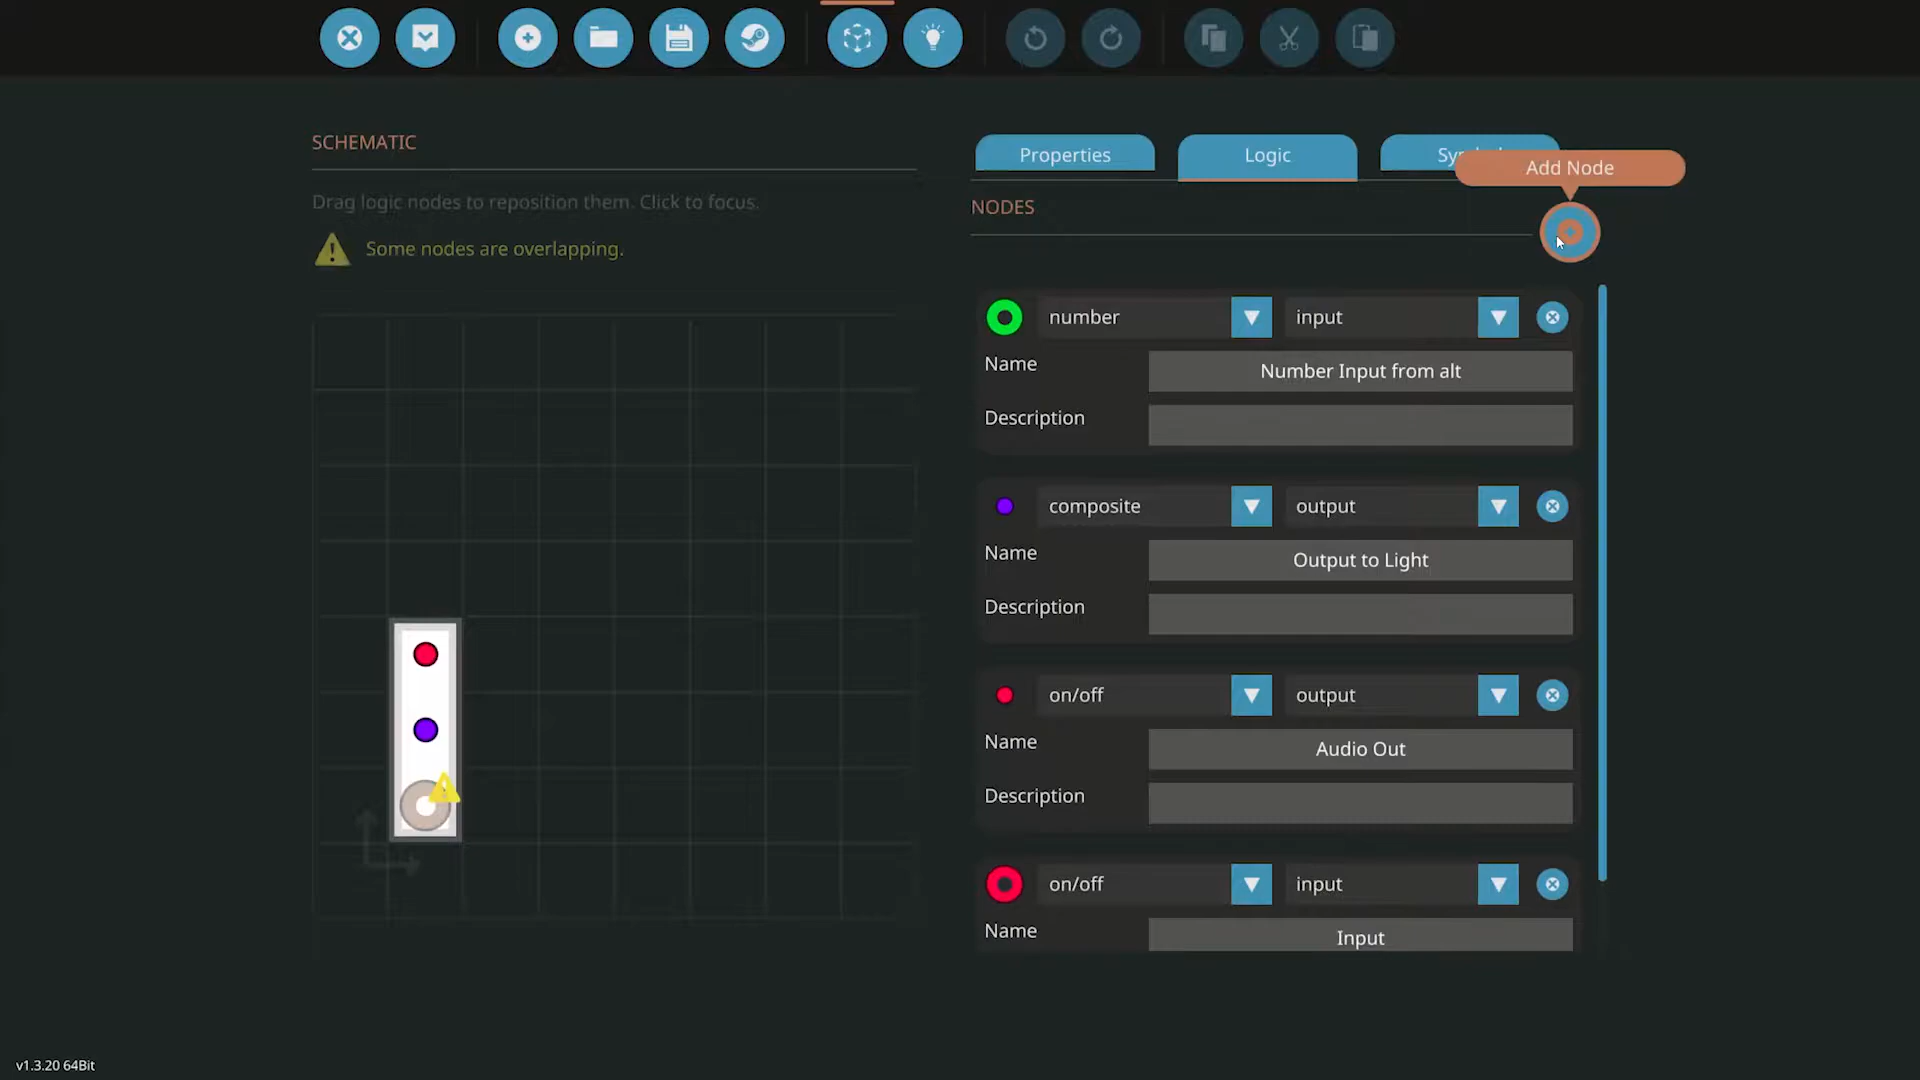 SCHEMATIC
Drag logic nodes to reposition them. Click to focus.
Some nodes are overlapping.
Properties
Logic
Add Node
NODES
number
input
Name
Number Input from alt
Description
composite
output
Name
Output to Light
Description
on/off
output
Name
Audio Out
Description
on/off
input
Name
Input
v1.3.20 64Bit